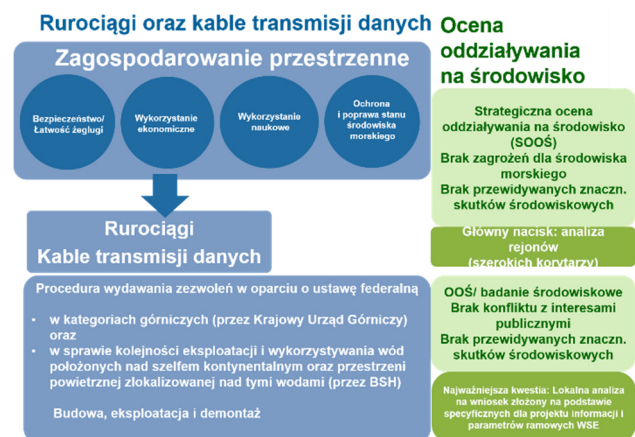 Rurociągi oraz kable transmisji danych
Zagospodarowanie przestrzenne
Bezpieczeństwo/
Łatwość żeglugi
Wykorzystanie
ekonomiczne
Wykorzystanie
naukowe
Ochrona
i poprawa stanu
środowiska
morskiego
Rurociągi
Kable transmisji danych
Procedura wydawania zezwoleń w oparciu o ustawę federalną
• w kategoriach górniczych (przez Krajowy Urząd Górniczy)
oraz
• w sprawie kolejności eksploatacji i wykorzystywania wód
położonych nad szelfem kontynentalnym oraz przestrzeni
powietrznej zlokalizowanej nad tymi wodami (przez BSH)
Budowa, eksploatacja i demontaż
Ocena
oddziaływania
na środowisko
Strategiczna ocena
oddziaływania na środowisko
(SOOŚ)
Brak zagrożeń dla środowiska
morskiego
Brak przewidywanych znaczn.
skutków środowiskowych
Główny nacisk: analiza
rejonów
(szerokich korytarzy)
OOŚ/ badanie środowiskowe
Brak konfliktu z interesami
publicznymi
Brak przewidywanych znaczn.
skutków środowiskowych
Najważniejsza kwestia: Lokalna analiza
na wniosek złożony na podstawie
specyficznych dla projektu informacji i
parametrów ramowych WSE